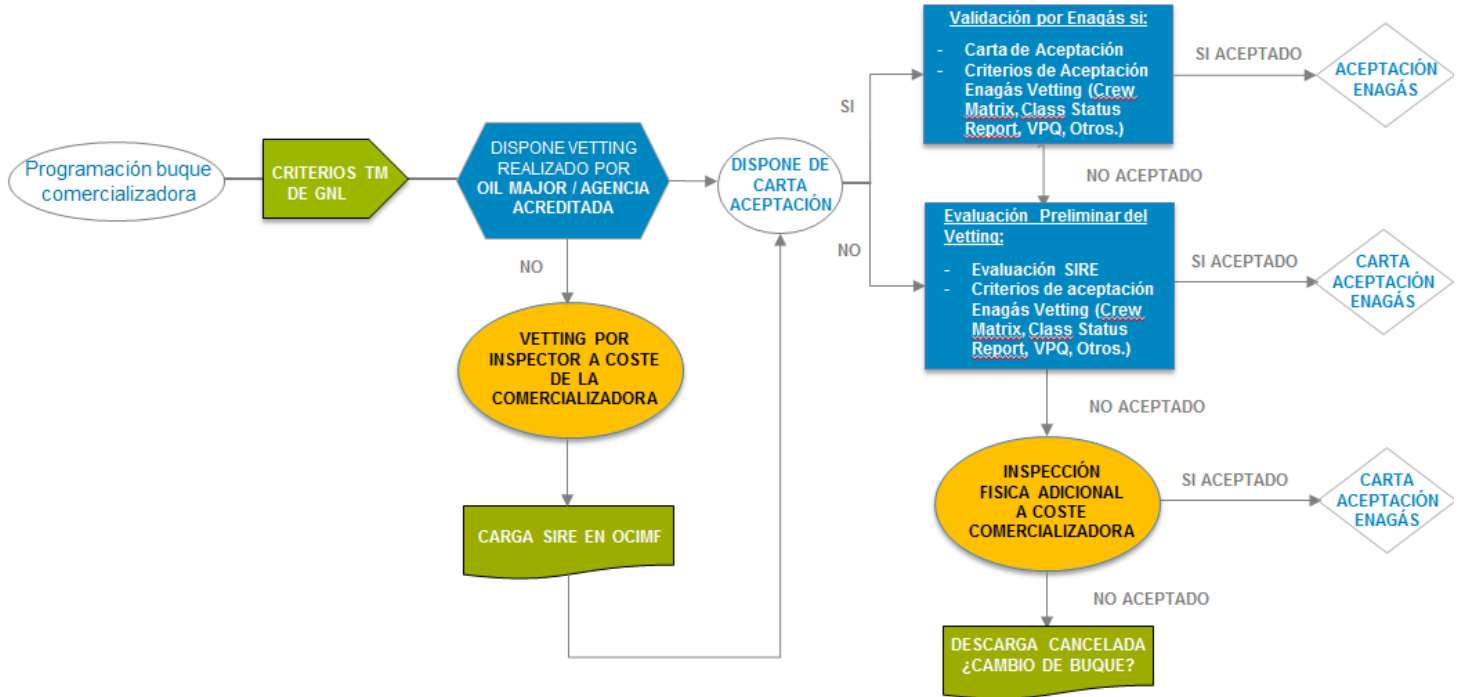 Programación buque
comercializadora
CRITERIOS TM
DE GNL
DISPONE VETTING
REALIZADO POR
OIL MAJOR / AGENCIA
ACREDITADA
NO
VETTING POR
INSPECTOR A COSTE
DE LA
COMERCIALIZADORA
CARGA SIRE EN OCIMF
DISPONE DE
CARTA
ACEPTACIÓN
SI
NO
Validación por Enagás si:
- Carta de Aceptación
- Criterios de Aceptación
Enagás Vetting (Crew
Matrix, Class Status
Report, VPQ, Otros.)
SI ACEPTADO
ACEPTACIÓN
ENAGÁS
NO ACEPTADO
Evaluación Preliminar del
Vetting:
- Evaluación SIRE
- Criterios de aceptación
Enagás Vetting (Crew
Matrix, Class Status
Report, VPQ, Otros.)
SI ACEPTADO
CARTA
ACEPTACIÓN
ENAGÁS
NO ACEPTADO
INSPECCIÓN
FISICA ADICIONAL
A COSTE
COMERCIALIZADORA
SI ACEPTADO
CARTA
ACEPTACIÓN
ENAGÁS
NO ACEPTADO
DESCARGA CANCELADA
¿CAMBIO DE BUQUE?